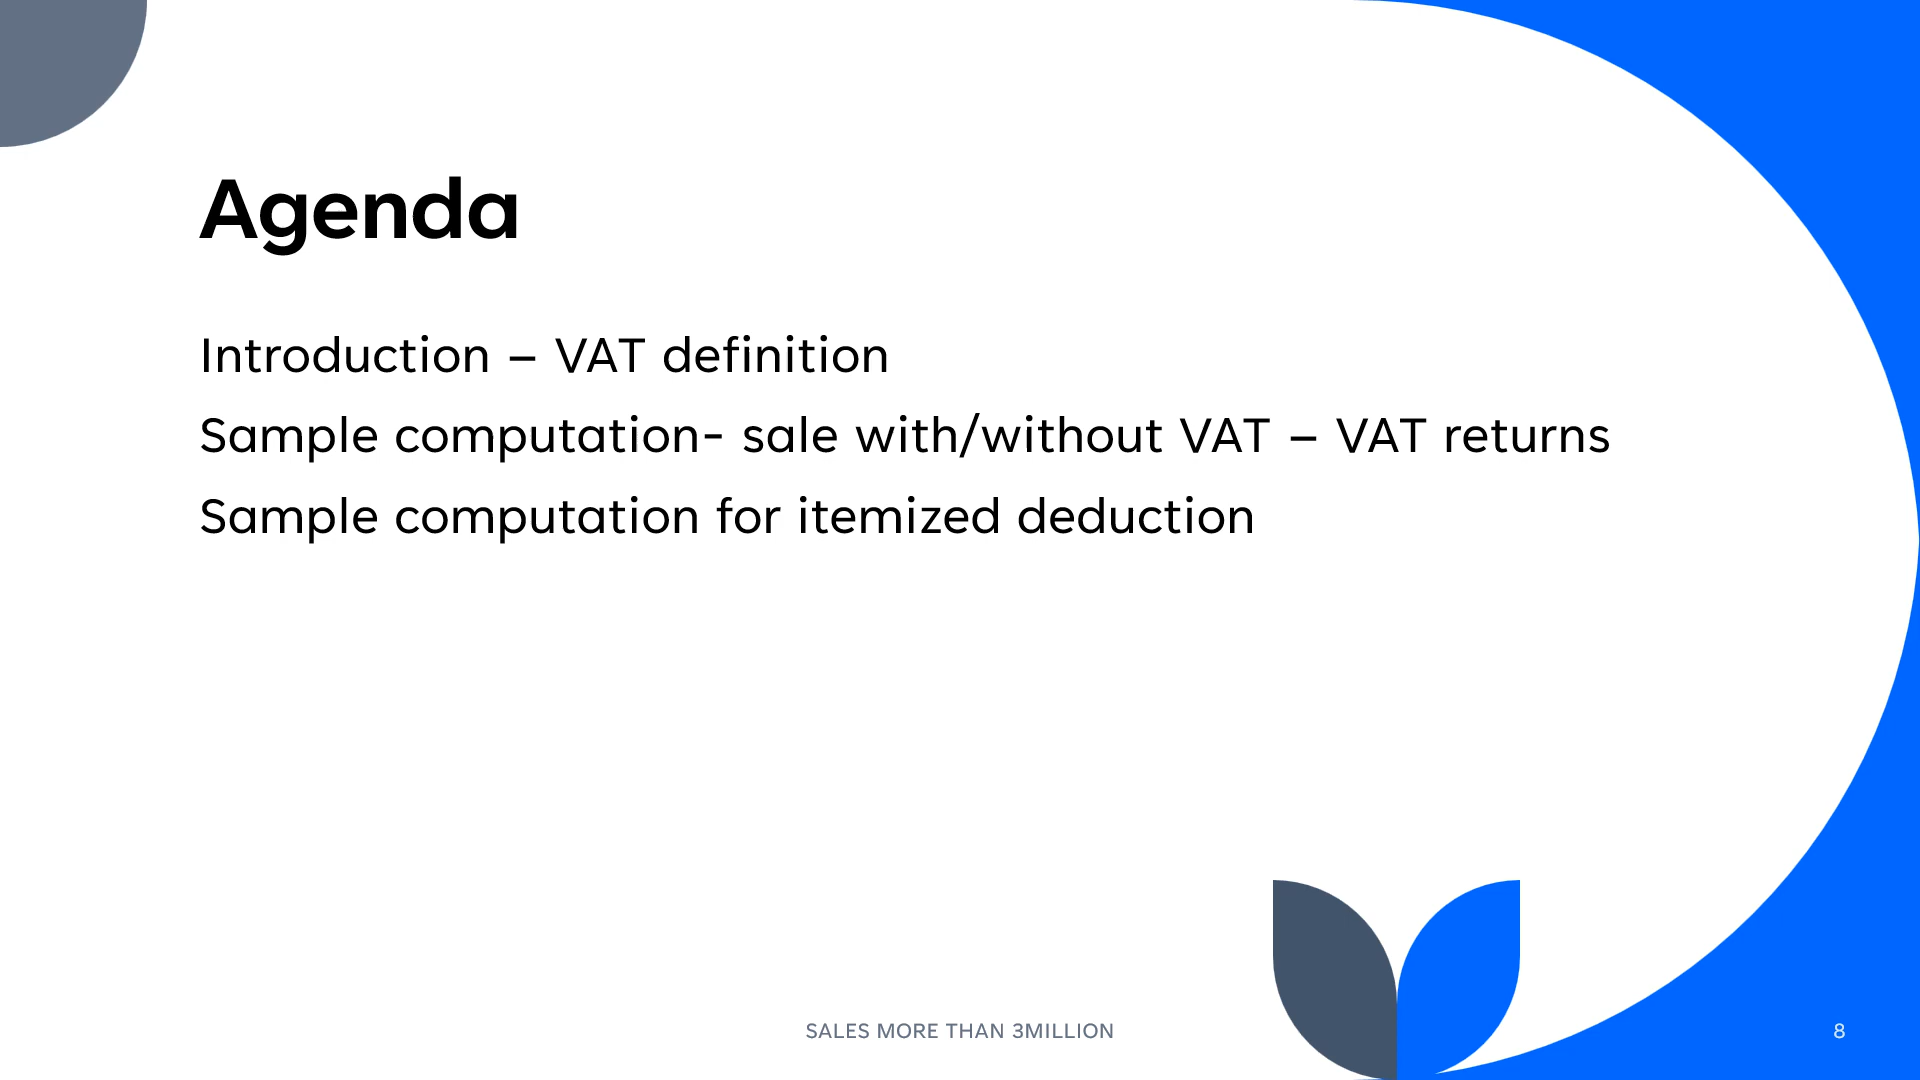 Agenda
Introduction – VAT definition
Sample computation- sale with/without VAT – VAT returns
Sample computation for itemized deduction
SALES MORE THAN 3MILLION
8